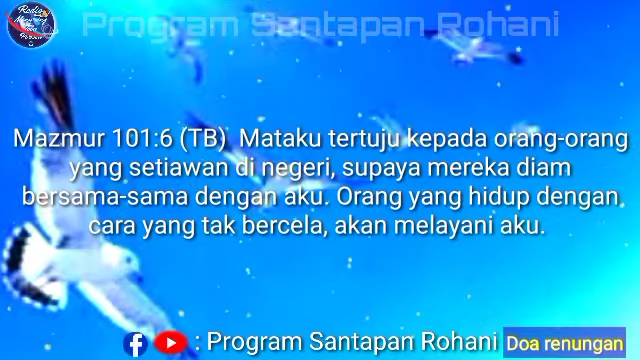 Program Santapan Rohani
Mazmur 101:6 (TB)  Mataku tertuju kepada orang-orang
yang setiawan di negeri, supaya mereka diam
bersama-sama dengan aku. Orang yang hidup dengan
cara yang tak bercela, akan melayani aku.
: Program Santapan Rohani
Doa renungan